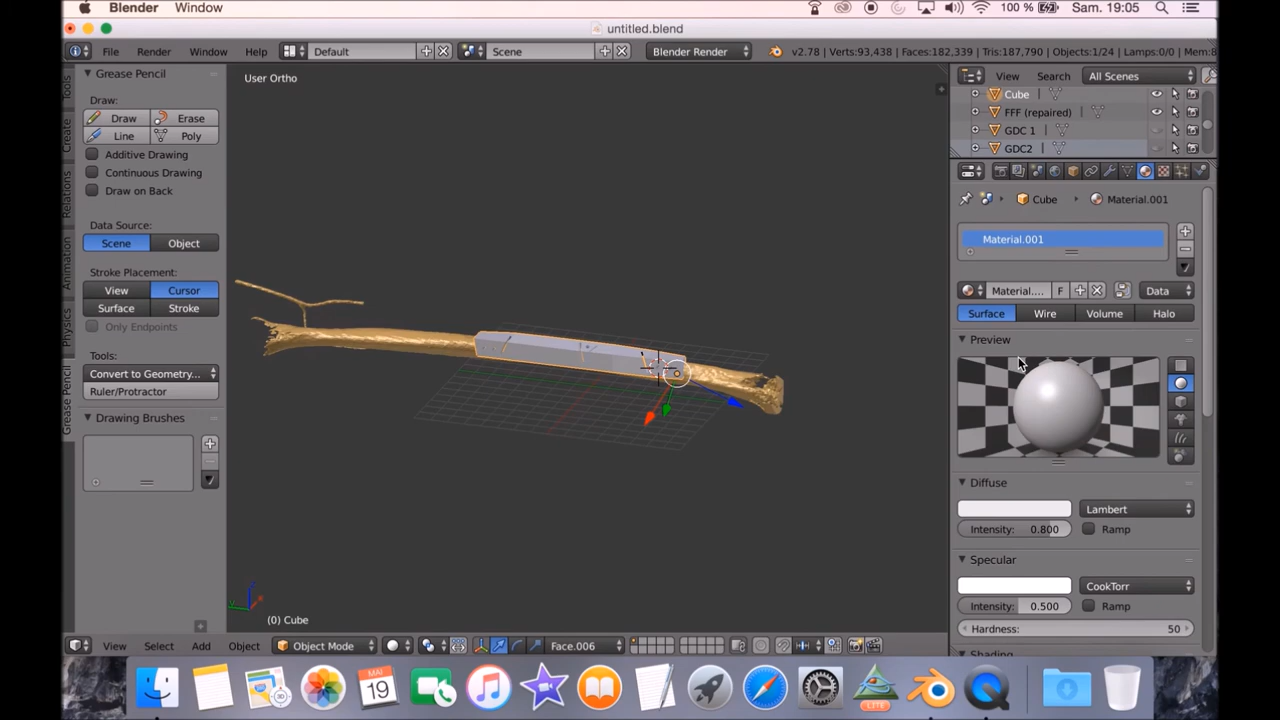 Blender Window 100 % Sam. 19:05
untitled.blend
File Render Window Help Default Scene Blender Render v2.78 | Verts:93,438 | Faces:182,339 | Tris:187,790 | Objects:1/24 | Lamps:0/0 | Mem:8
Grease Pencil
User Ortho
View Search All Scenes
Tools
Create
Relations
Animation
Physics
Grease Pencil
Draw:
Draw Erase
Line Poly
Additive Drawing
Continuous Drawing
Draw on Back
Data Source:
Scene Object
Stroke Placement:
View Cursor
Surface Stroke
Only Endpoints
Tools:
Convert to Geometry...
Ruler/Protractor
Drawing Brushes
Cube
FFF (repaired)
GDC 1
GDC2
Cube Material.001
Material.001
Material.... F Data
Surface Wire Volume Halo
Preview
Diffuse
Lambert
Intensity: 0.800 Ramp
Specular
CookTorr
Intensity: 0.500 Ramp
Hardness: 50
Shading
(0) Cube
View Select Add Object Object Mode Face.006
MAI
19
LITE